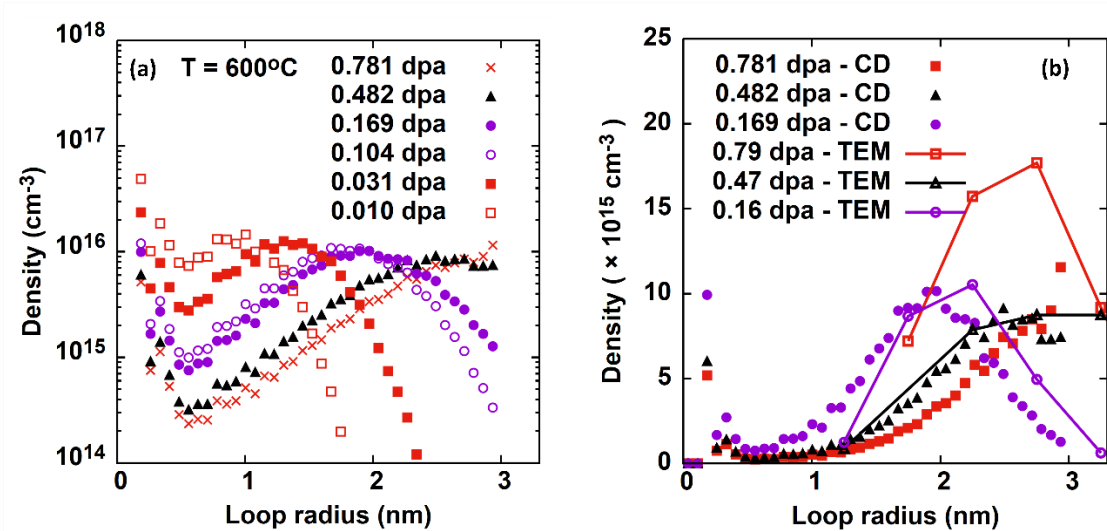 (a)
T = 600°C
0.781 dpa
0.482 dpa
0.169 dpa
0.104 dpa
0.031 dpa
0.010 dpa
10^18
10^17
10^16
10^15
10^14
Density (cm^-3)
0
1
2
3
Loop radius (nm)
(b)
0.781 dpa - CD
0.482 dpa - CD
0.169 dpa - CD
0.79 dpa - TEM
0.47 dpa - TEM
0.16 dpa - TEM
25
20
15
10
5
0
Density ( × 10^15 cm^-3)
0
1
2
3
Loop radius (nm)